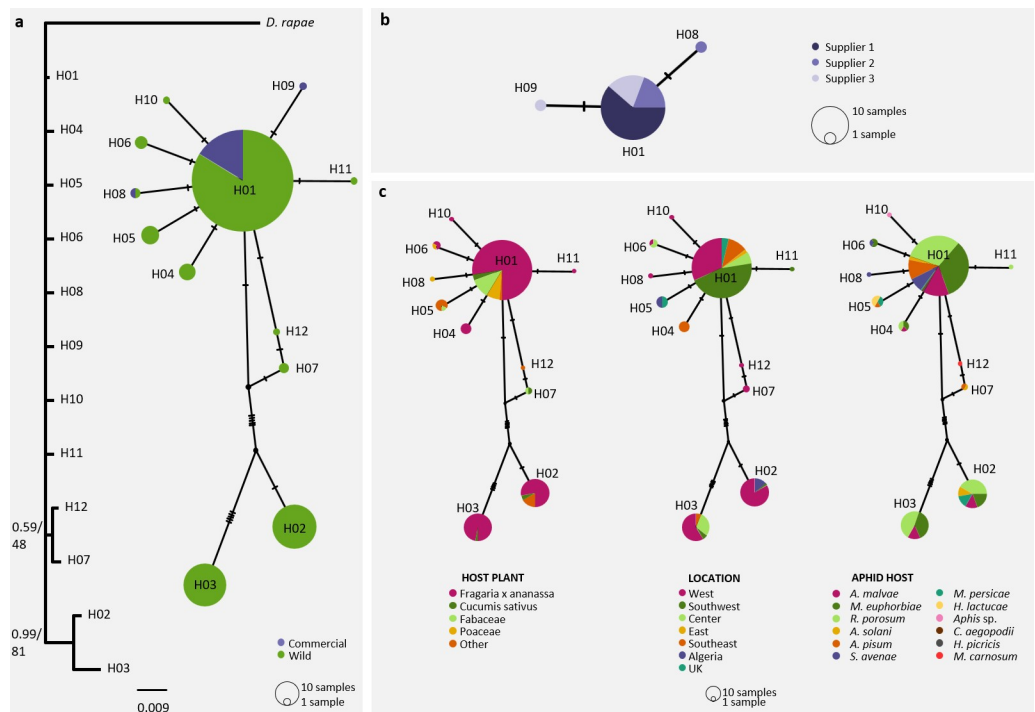 a
D. rapae
H01
H04
H05
H06
H08
H09
H10
H11
H12
H07
H02
H03
0.59/
48
0.99/
81
0.009
H09
H10
H06
H01
H11
H08
H05
H04
H12
H07
H02
H03
Commercial
Wild
10 samples
1 sample
b
H08
H09
H01
Supplier 1
Supplier 2
Supplier 3
10 samples
1 sample
c
H10
H06
H01
H11
H08
H05
H04
H12
H07
H02
H03
H10
H06
H01
H11
H08
H05
H04
H12
H07
H02
H03
H10
H06
H01
H11
H08
H05
H04
H12
H07
H02
H03
HOST PLANT
Fragaria x ananassa
Cucumis sativus
Fabaceae
Poaceae
Other
LOCATION
West
Southwest
Center
East
Southeast
Algeria
UK
10 samples
1 sample
APHID HOST
A. malvae
M. euphorbiae
R. porosum
A. solani
A. pisum
S. avenae
M. persicae
H. lactucae
Aphis sp.
C. aegopodii
H. picricis
M. carnosum